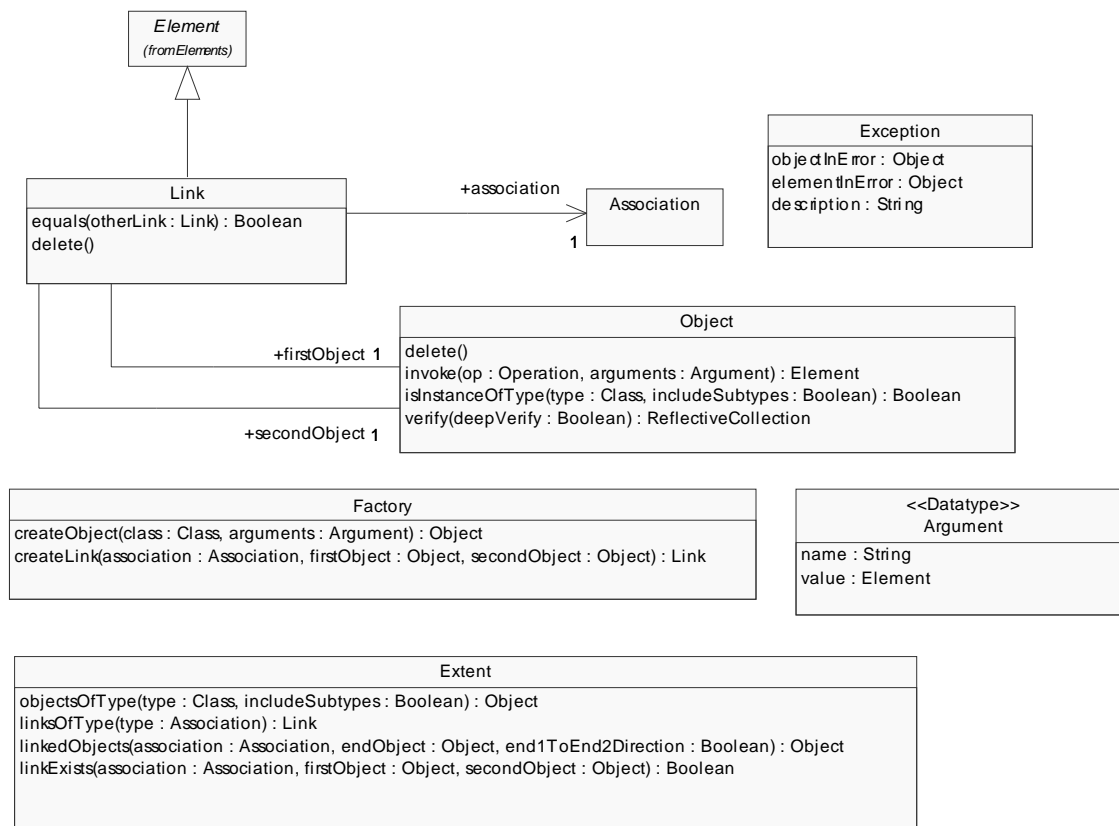 Element
(from Elements)
Exception
objectInError : Object
elementInError : Object
description : String
Link
equals(otherLink : Link) : Boolean
delete()
+association
1
Association
Object
delete()
invoke(op : Operation, arguments : Argument) : Element
isInstanceOfType(type : Class, includeSubtypes : Boolean) : Boolean
verify(deepVerify : Boolean) : ReflectiveCollection
+firstObject 1
+secondObject 1
Factory
createObject(class : Class, arguments : Argument) : Object
createLink(association : Association, firstObject : Object, secondObject : Object) : Link
<<Datatype>>
Argument
name : String
value : Element
Extent
objectsOfType(type : Class, includeSubtypes : Boolean) : Object
linksOfType(type : Association) : Link
linkedObjects(association : Association, endObject : Object, end1ToEnd2Direction : Boolean) : Object
linkExists(association : Association, firstObject : Object, secondObject : Object) : Boolean